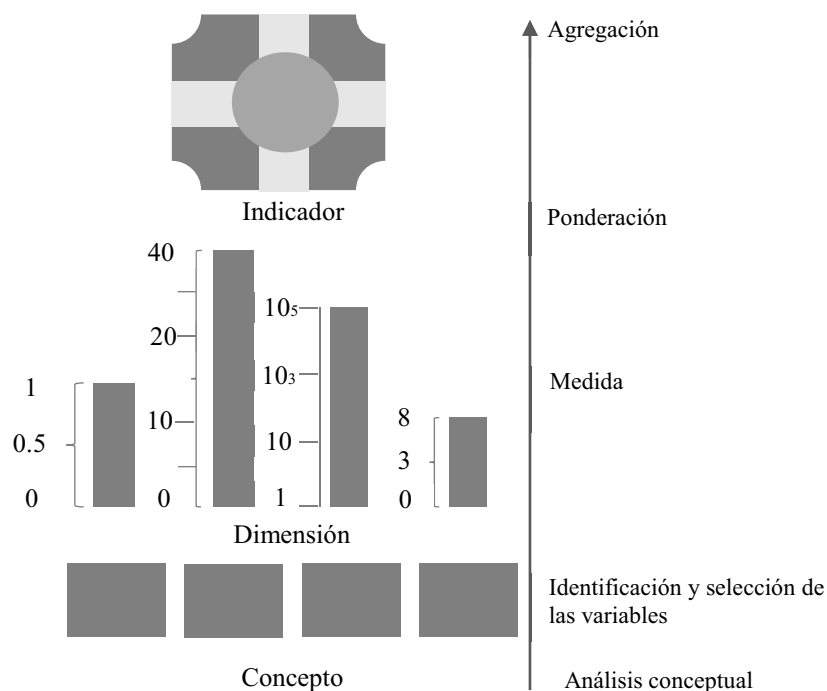 Agregación
Indicador
Ponderación
40
20
10
0
10₅
10₃
10
1
Medida
1
0.5
0
8
3
0
Dimensión
Identificación y selección de
las variables
Concepto
Análisis conceptual